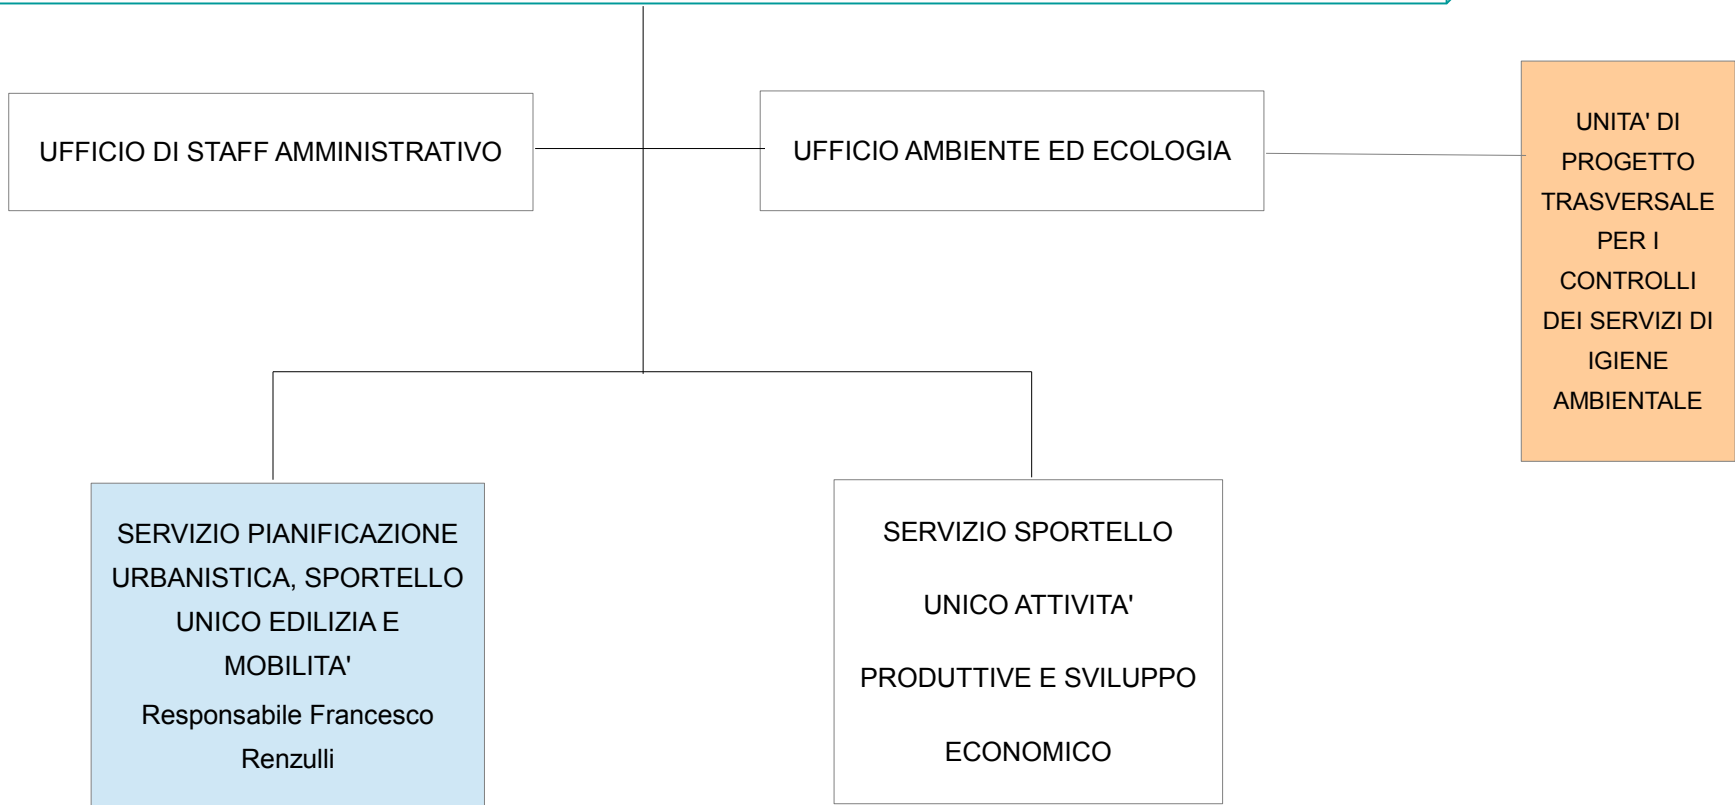 UFFICIO DI STAFF AMMINISTRATIVO
UFFICIO AMBIENTE ED ECOLOGIA
UNITA' DI
PROGETTO
TRASVERSALE
PER I
CONTROLLI
DEI SERVIZI DI
IGIENE
AMBIENTALE
SERVIZIO PIANIFICAZIONE
URBANISTICA, SPORTELLO
UNICO EDILIZIA E
MOBILITA'
Responsabile Francesco
Renzulli
SERVIZIO SPORTELLO
UNICO ATTIVITA'
PRODUTTIVE E SVILUPPO
ECONOMICO